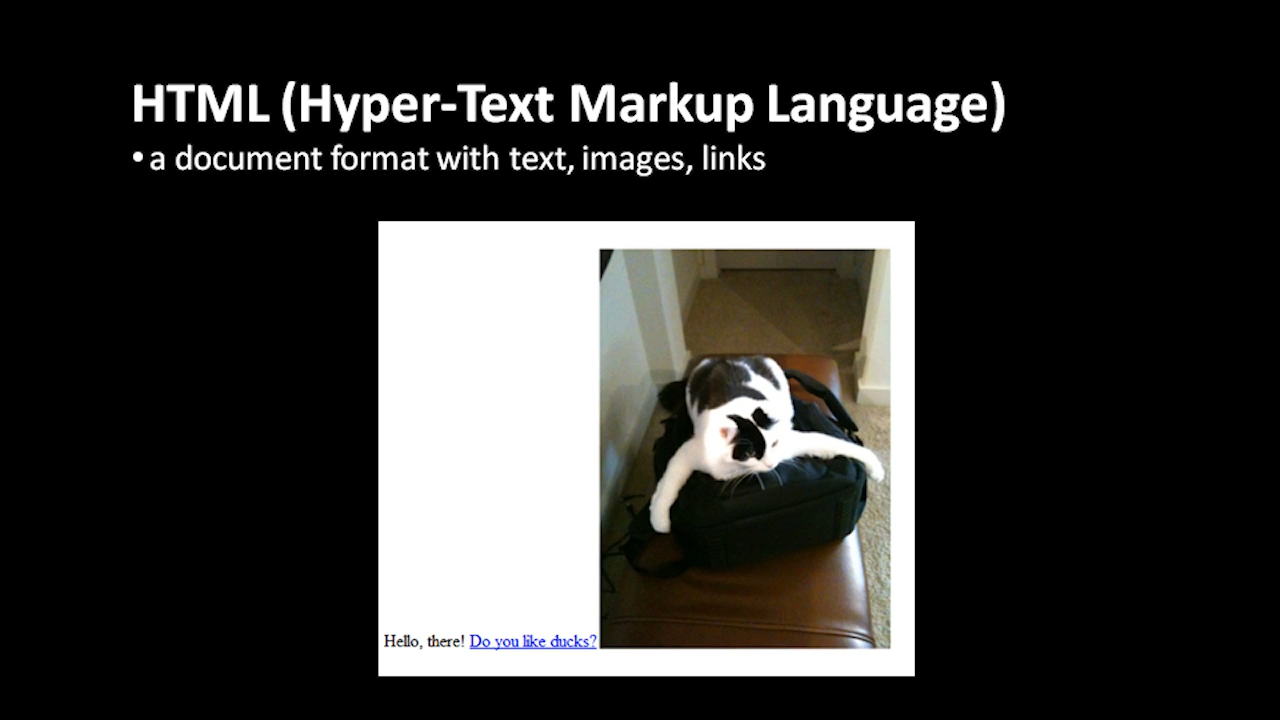 HTML (Hyper-Text Markup Language)
• a document format with text, images, links
Hello, there! Do you like ducks?